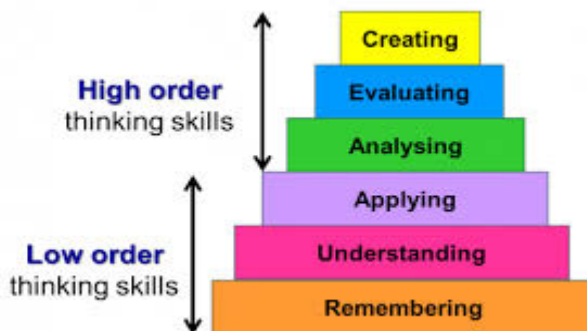 Creating
Evaluating
Analysing
Applying
Understanding
Remembering
High order
thinking skills
Low order
thinking skills